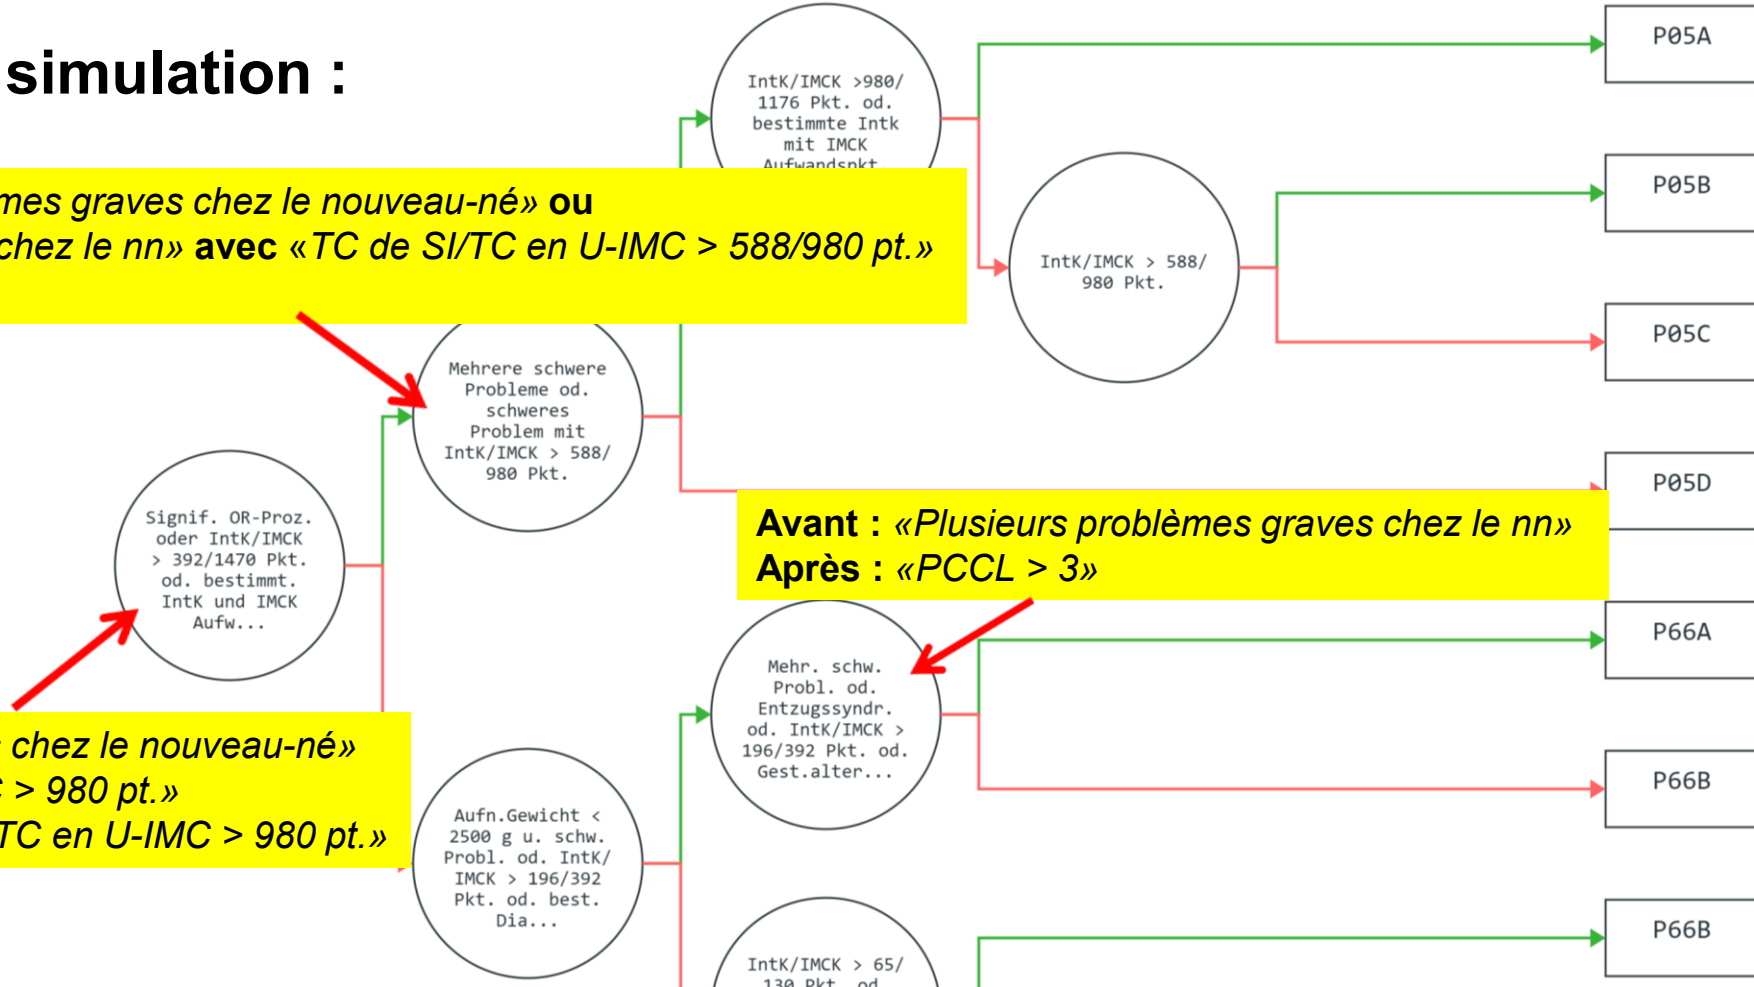 simulation :
IntK/IMCK >980/
1176 Pkt. od.
bestimmte Intk
mit IMCK
Aufwandspkt.
P05A
P05B
mes graves chez le nouveau-né» ou
chez le nn» avec «TC de SI/TC en U-IMC > 588/980 pt.»
IntK/IMCK > 588/
980 Pkt.
P05C
Mehrere schwere
Probleme od.
schweres
Problem mit
IntK/IMCK > 588/
980 Pkt.
P05D
Signif. OR-Proz.
oder IntK/IMCK
> 392/1470 Pkt.
od. bestimmt.
IntK und IMCK
Aufw...
Avant : «Plusieurs problèmes graves chez le nn»
Après : «PCCL > 3»
P66A
Mehr. schw.
Probl. od.
Entzugssyndr.
od. IntK/IMCK >
196/392 Pkt. od.
Gest.alter...
P66B
chez le nouveau-né»
> 980 pt.»
TC en U-IMC > 980 pt.»
Aufn.Gewicht <
2500 g u. schw.
Probl. od. IntK/
IMCK > 196/392
Pkt. od. best.
Dia...
P66B
IntK/IMCK > 65/
130 Pkt. od.